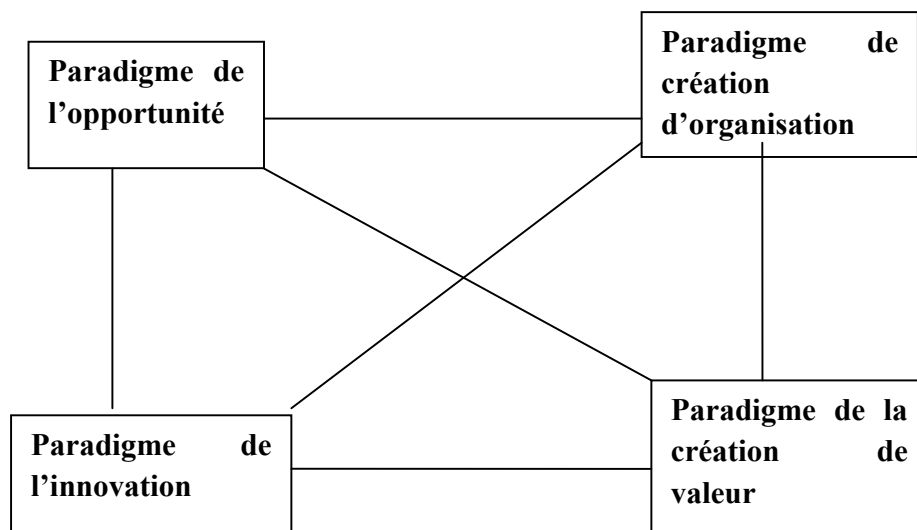 Paradigme de
l’opportunité
Paradigme de
création
d’organisation
Paradigme de
l’innovation
Paradigme de la
création de
valeur